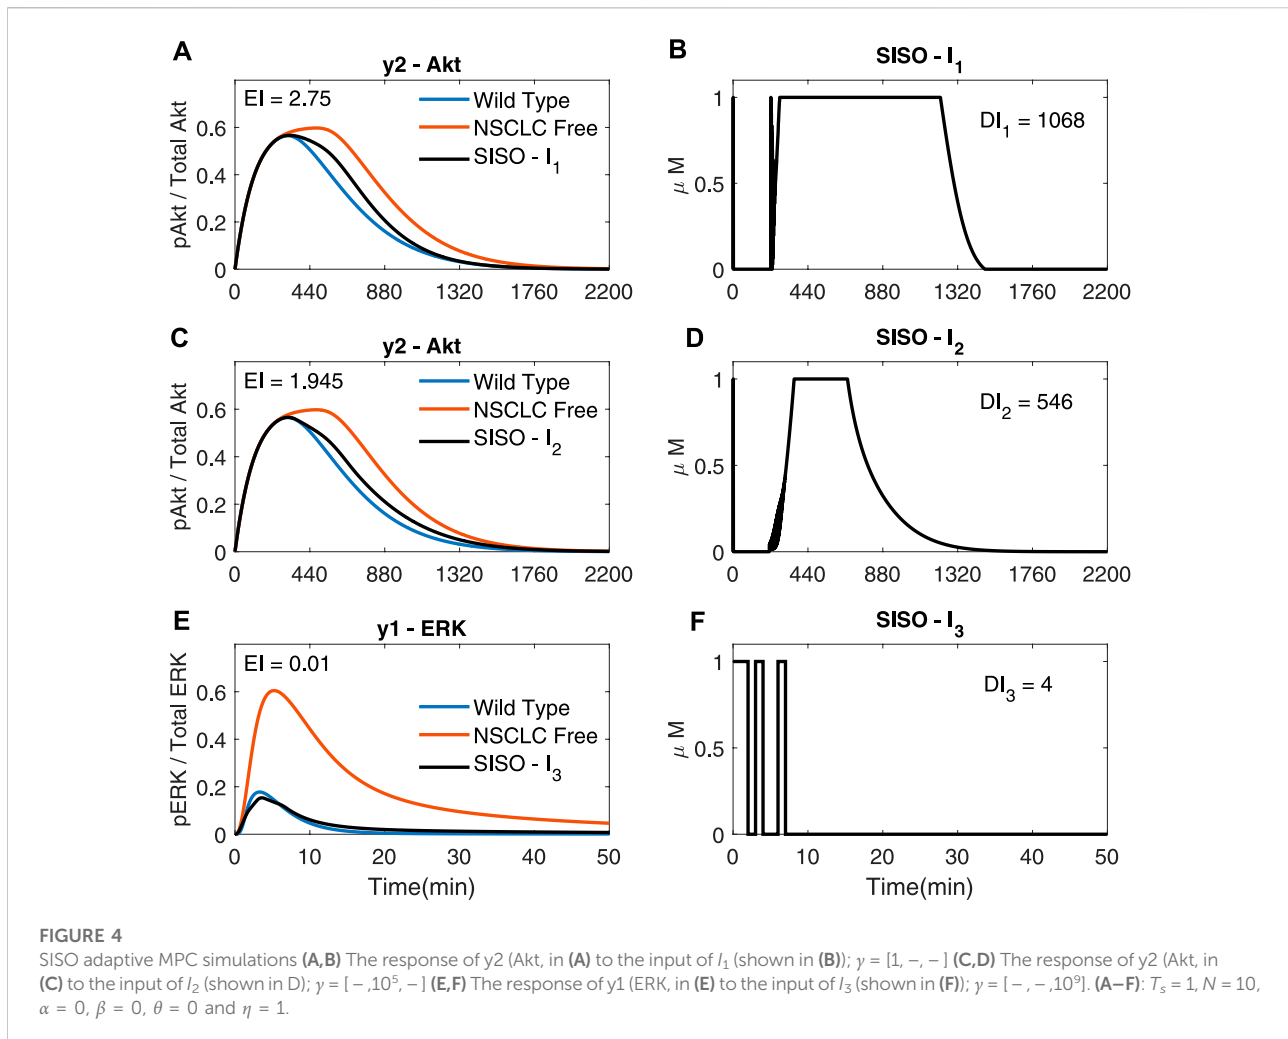 A
y2 - Akt
EI = 2.75
Wild Type
NSCLC Free
SISO - I₁
pAkt / Total Akt
0.6
0.4
0.2
0
0 440 880 1320 1760 2200
B
SISO - I₁
DI₁ = 1068
μ M
1
0.5
0
0 440 880 1320 1760 2200
C
y2 - Akt
EI = 1.945
Wild Type
NSCLC Free
SISO - I₂
pAkt / Total Akt
0.6
0.4
0.2
0
0 440 880 1320 1760 2200
D
SISO - I₂
DI₂ = 546
μ M
1
0.5
0
0 440 880 1320 1760 2200
E
y1 - ERK
EI = 0.01
Wild Type
NSCLC Free
SISO - I₃
pERK / Total ERK
0.6
0.4
0.2
0
0 10 20 30 40 50
Time(min)
F
SISO - I₃
DI₃ = 4
μ M
1
0.5
0
0 10 20 30 40 50
Time(min)
FIGURE 4
SISO adaptive MPC simulations (A,B) The response of y2 (Akt, in (A) to the input of I₁ (shown in (B)); γ = [1, −, −] (C,D) The response of y2 (Akt, in
(C) to the input of I₂ (shown in D); γ = [ − ,10⁵, −] (E,F) The response of y1 (ERK, in (E) to the input of I₃ (shown in (F)); γ = [ − , − ,10⁹]. (A–F): Tₛ = 1, N = 10,
α = 0, β = 0, θ = 0 and η = 1.